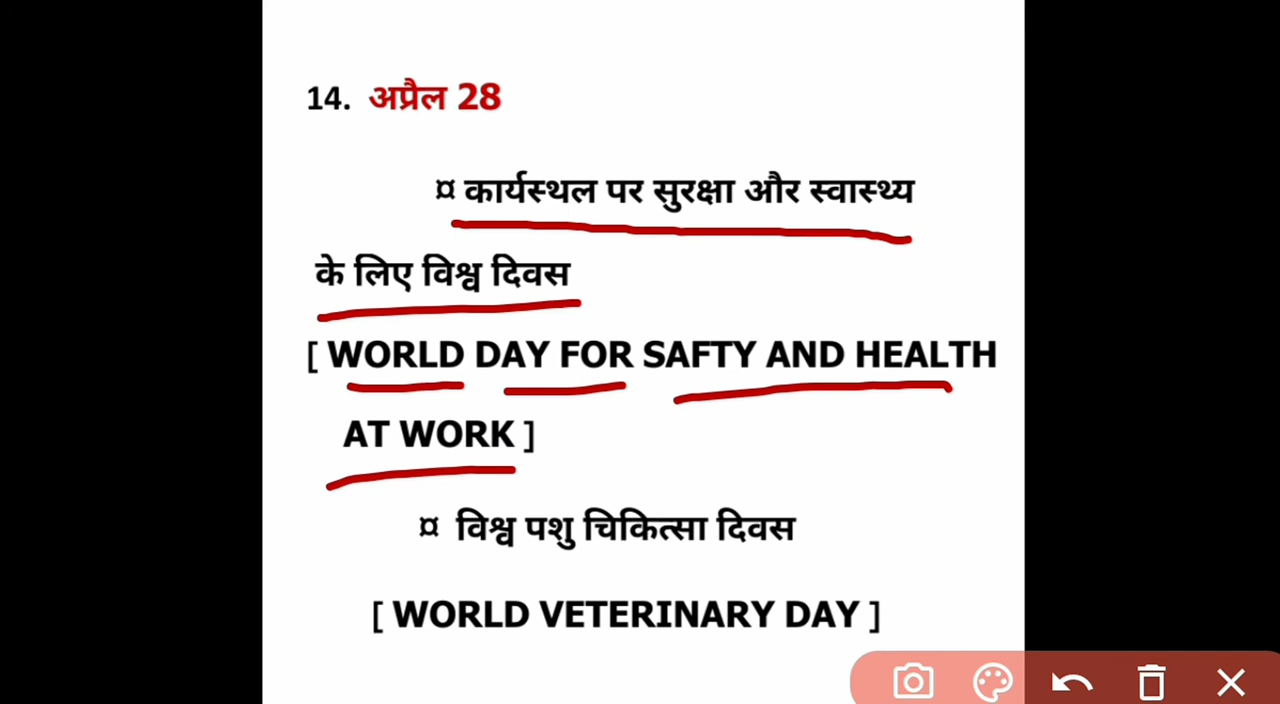 14. अप्रैल 28
¤ कार्यस्थल पर सुरक्षा और स्वास्थ्य
के लिए विश्व दिवस
[ WORLD DAY FOR SAFTY AND HEALTH
AT WORK ]
¤ विश्व पशु चिकित्सा दिवस
[ WORLD VETERINARY DAY ]